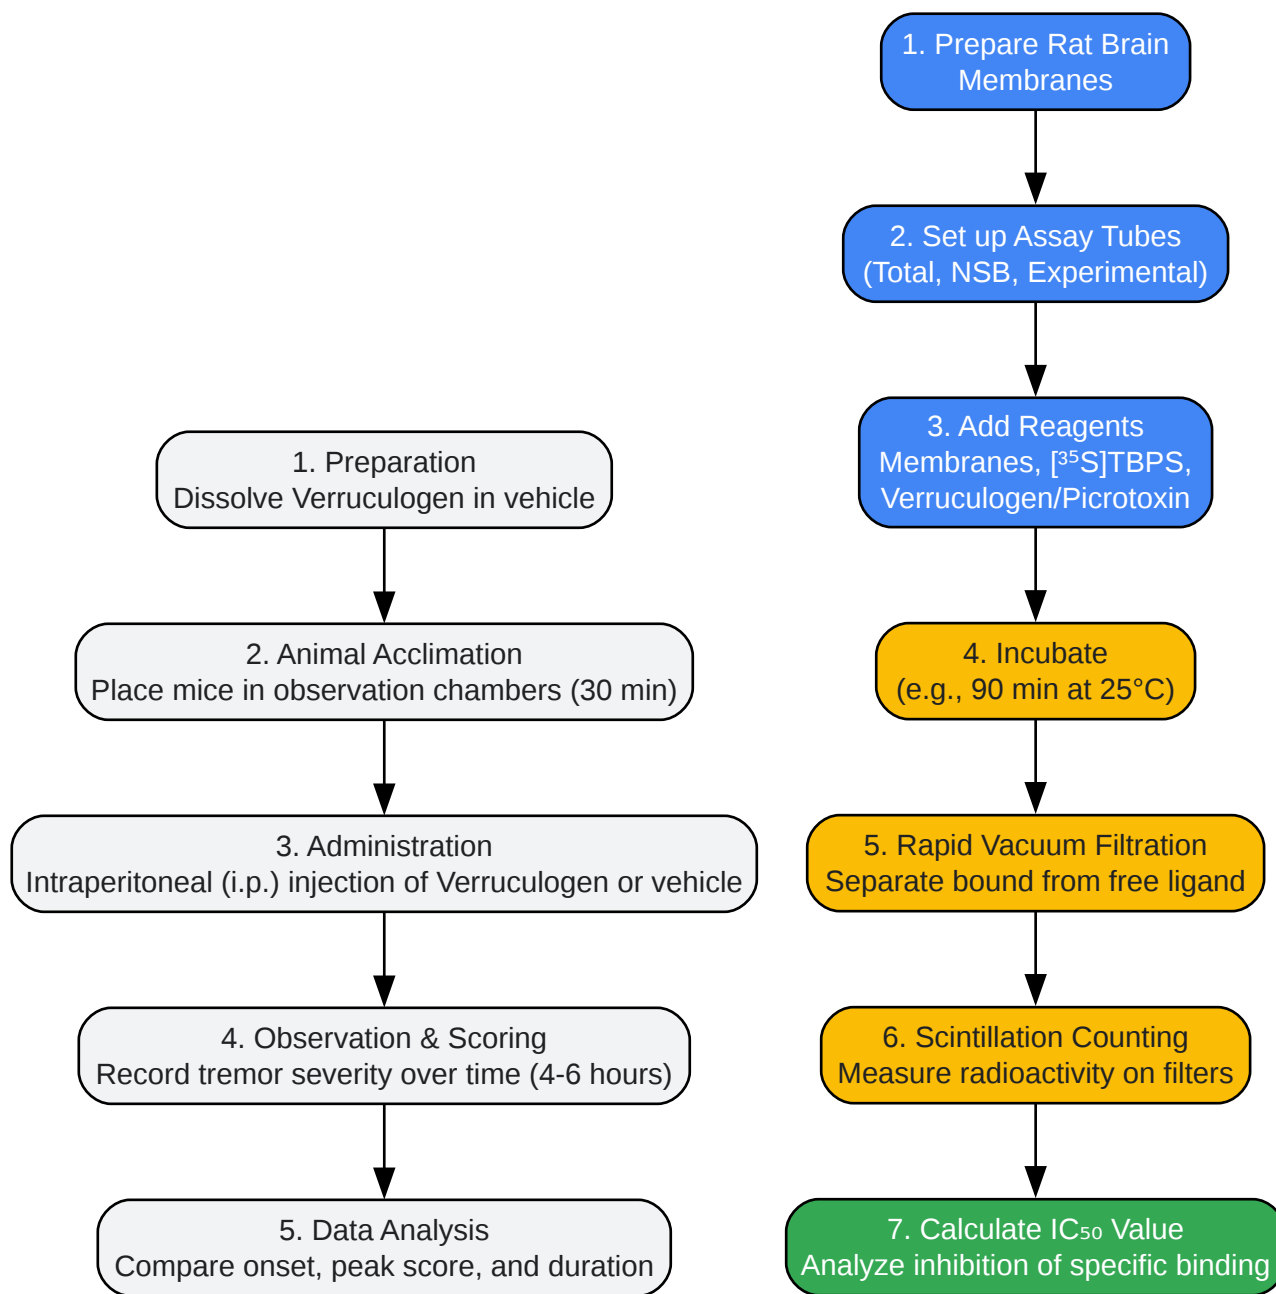 1. Preparation
Dissolve Verruculogen in vehicle
2. Animal Acclimation
Place mice in observation chambers (30 min)
3. Administration
Intraperitoneal (i.p.) injection of Verruculogen or vehicle
4. Observation & Scoring
Record tremor severity over time (4-6 hours)
5. Data Analysis
Compare onset, peak score, and duration
1. Prepare Rat Brain
Membranes
2. Set up Assay Tubes
(Total, NSB, Experimental)
3. Add Reagents
Membranes, [³⁵S]TBPS,
Verruculogen/Picrotoxin
4. Incubate
(e.g., 90 min at 25°C)
5. Rapid Vacuum Filtration
Separate bound from free ligand
6. Scintillation Counting
Measure radioactivity on filters
7. Calculate IC₅₀ Value
Analyze inhibition of specific binding